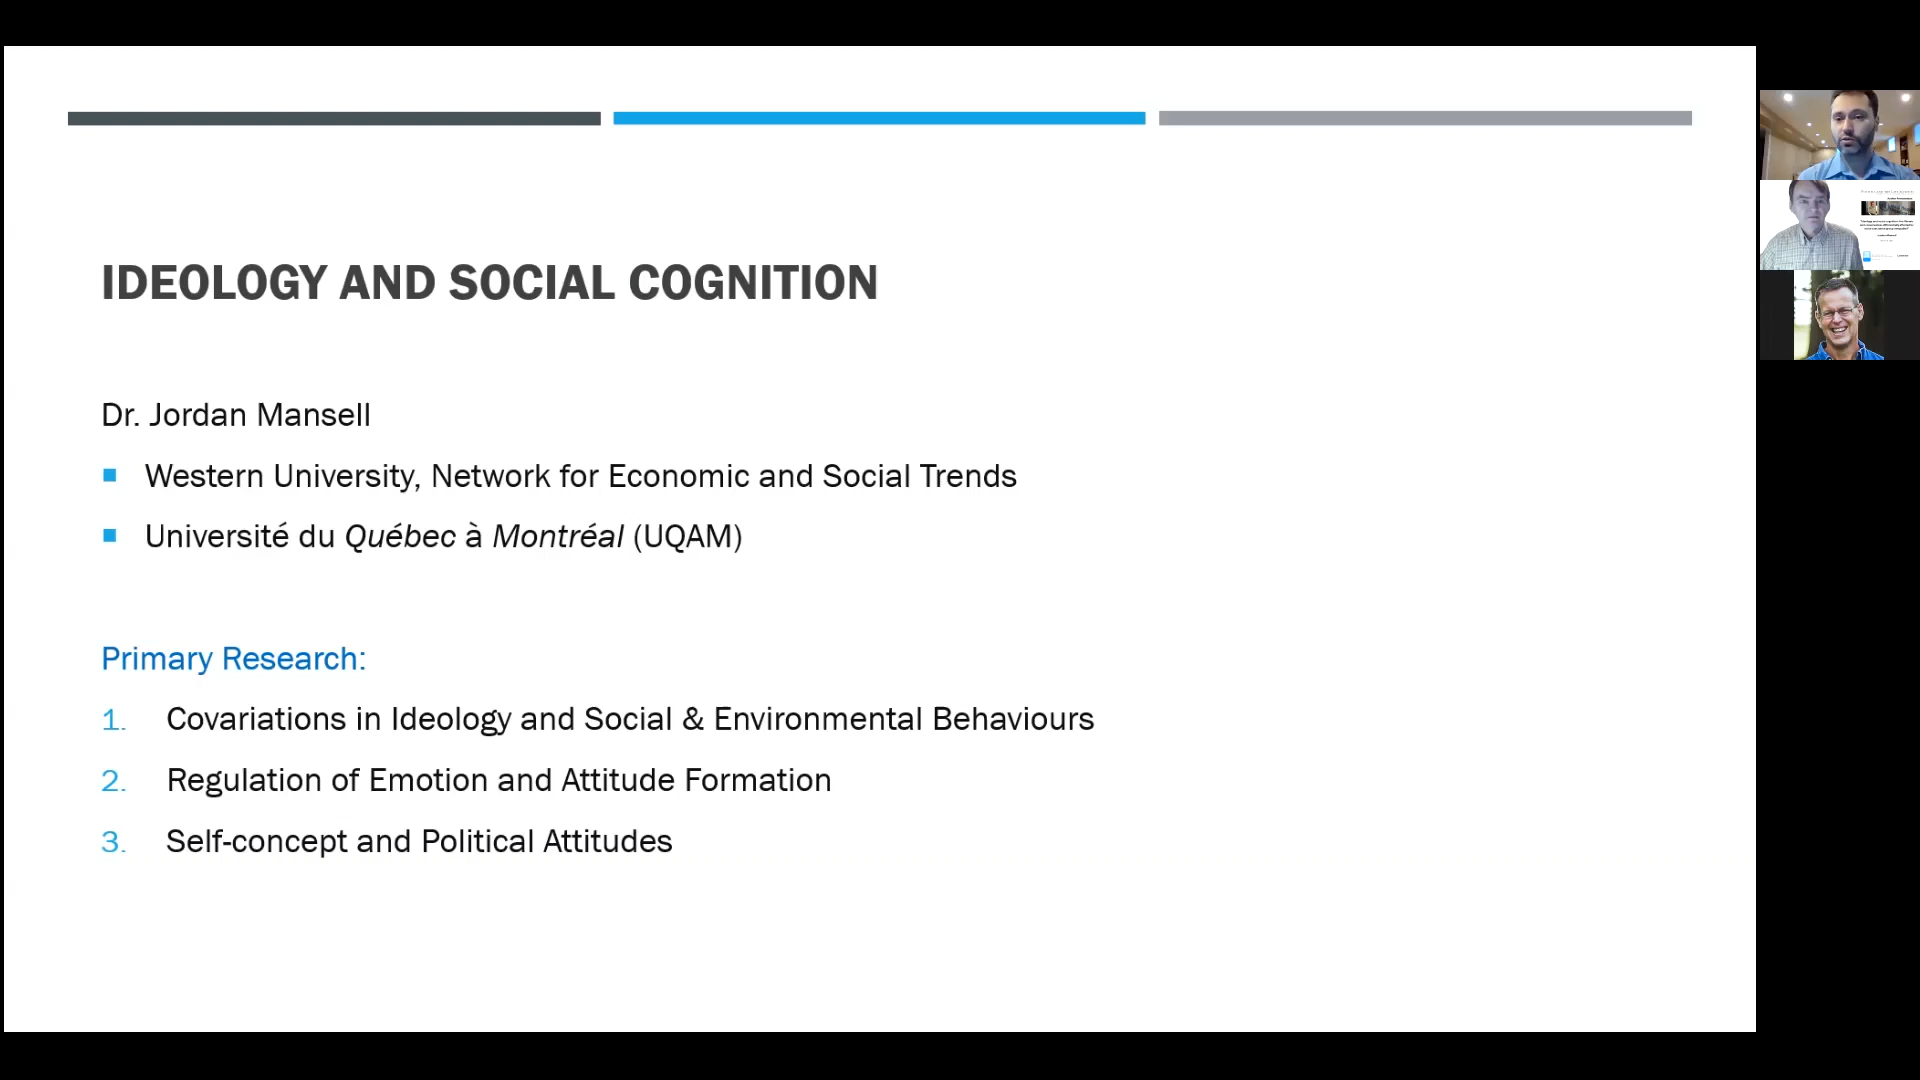 IDEOLOGY AND SOCIAL COGNITION
Dr. Jordan Mansell
Western University, Network for Economic and Social Trends
Université du Québec à Montréal (UQAM)
Primary Research:
1. Covariations in Ideology and Social & Environmental Behaviours
2. Regulation of Emotion and Attitude Formation
3. Self-concept and Political Attitudes